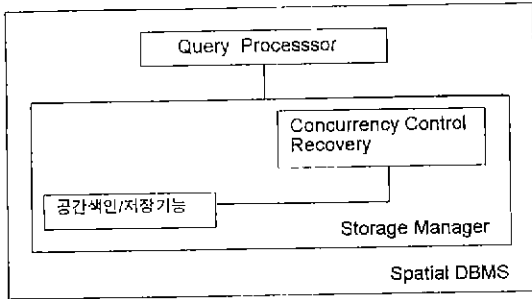 Query Processsor
Concurrency Control
Recovery
공간색인/저장기능
Storage Manager
Spatial DBMS